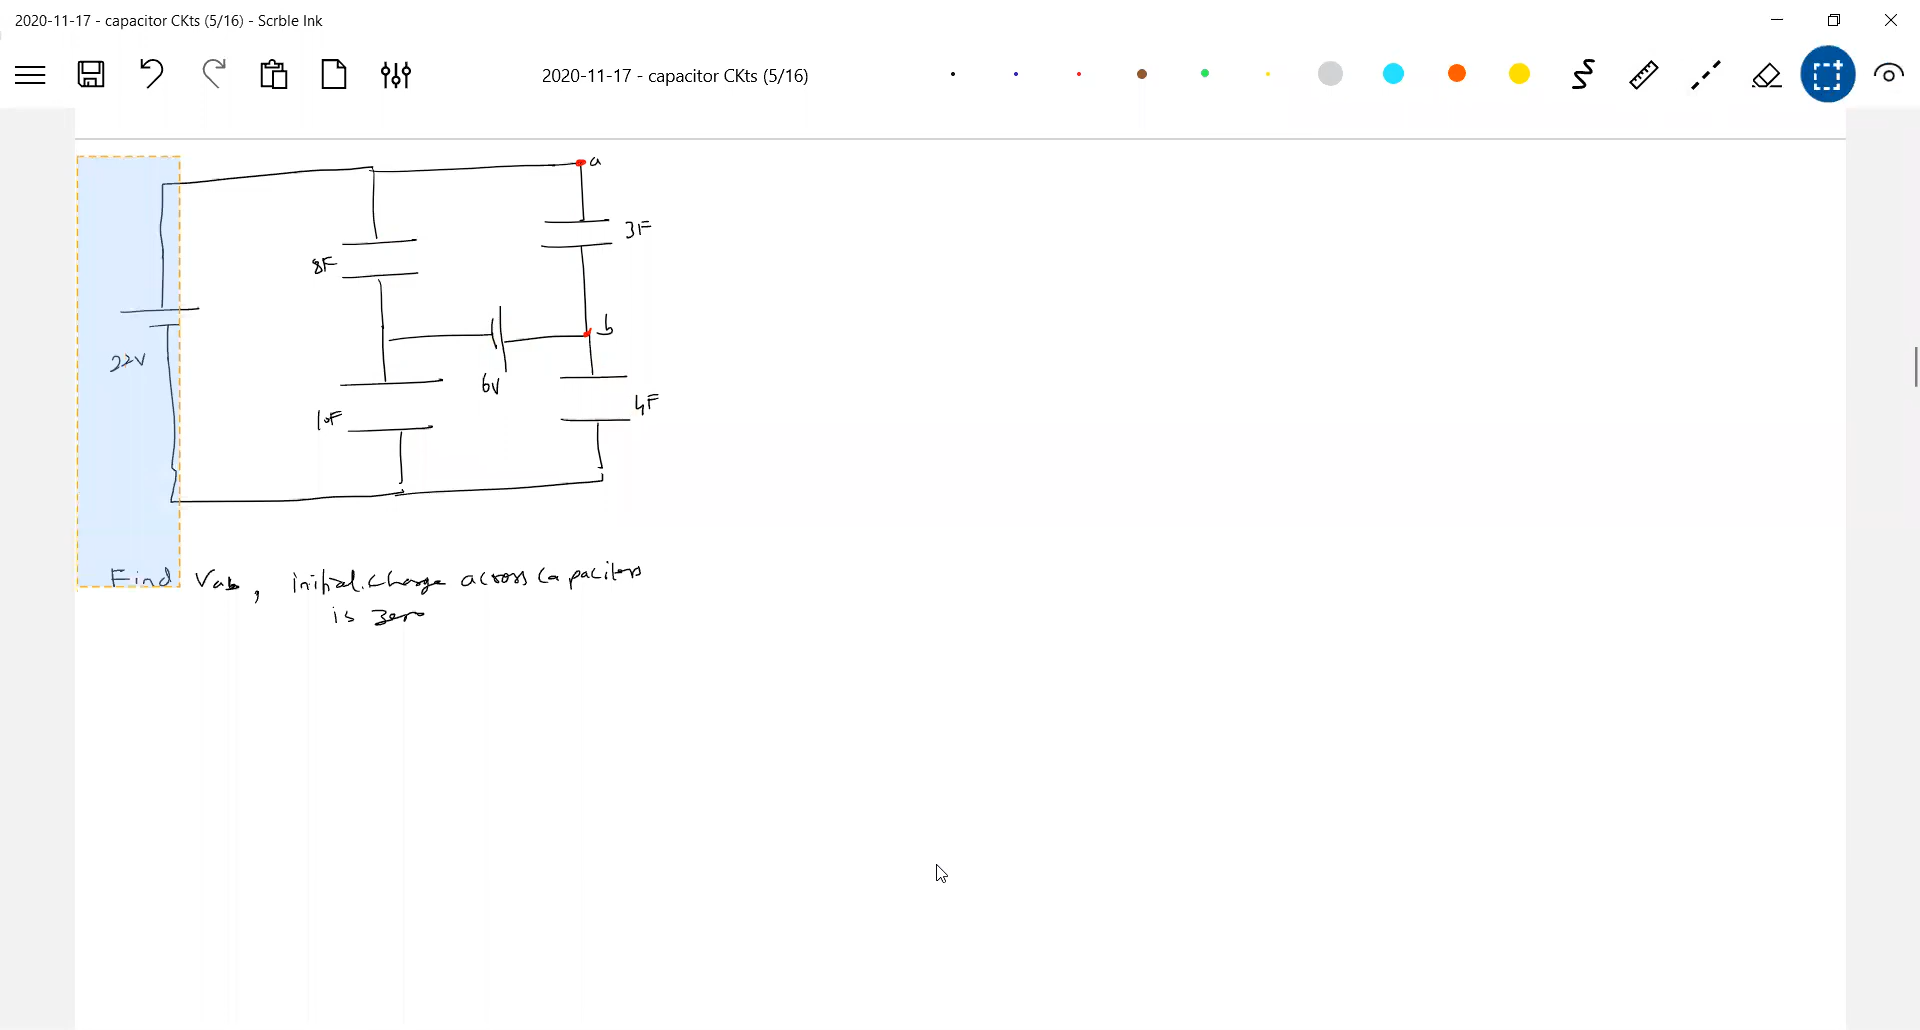 2020-11-17 - capacitor CKts (5/16) - Scrble Ink
2020-11-17 - capacitor CKts (5/16)
a
3F
8F
b
22V
6V
4F
10F
Find Vab, initial charge across capacitors
is zero